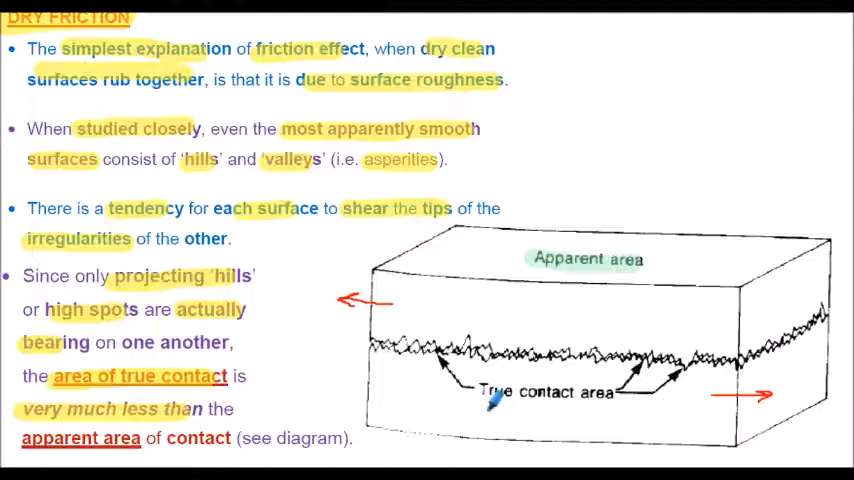 DRY FRICTION
• The simplest explanation of friction effect, when dry clean
surfaces rub together, is that it is due to surface roughness.
• When studied closely, even the most apparently smooth
surfaces consist of 'hills' and 'valleys' (i.e. asperities).
• There is a tendency for each surface to shear the tips of the
irregularities of the other.
• Since only projecting 'hills'
or high spots are actually
bearing on one another,
the area of true contact is
very much less than the
apparent area of contact (see diagram).
Apparent area
True contact area